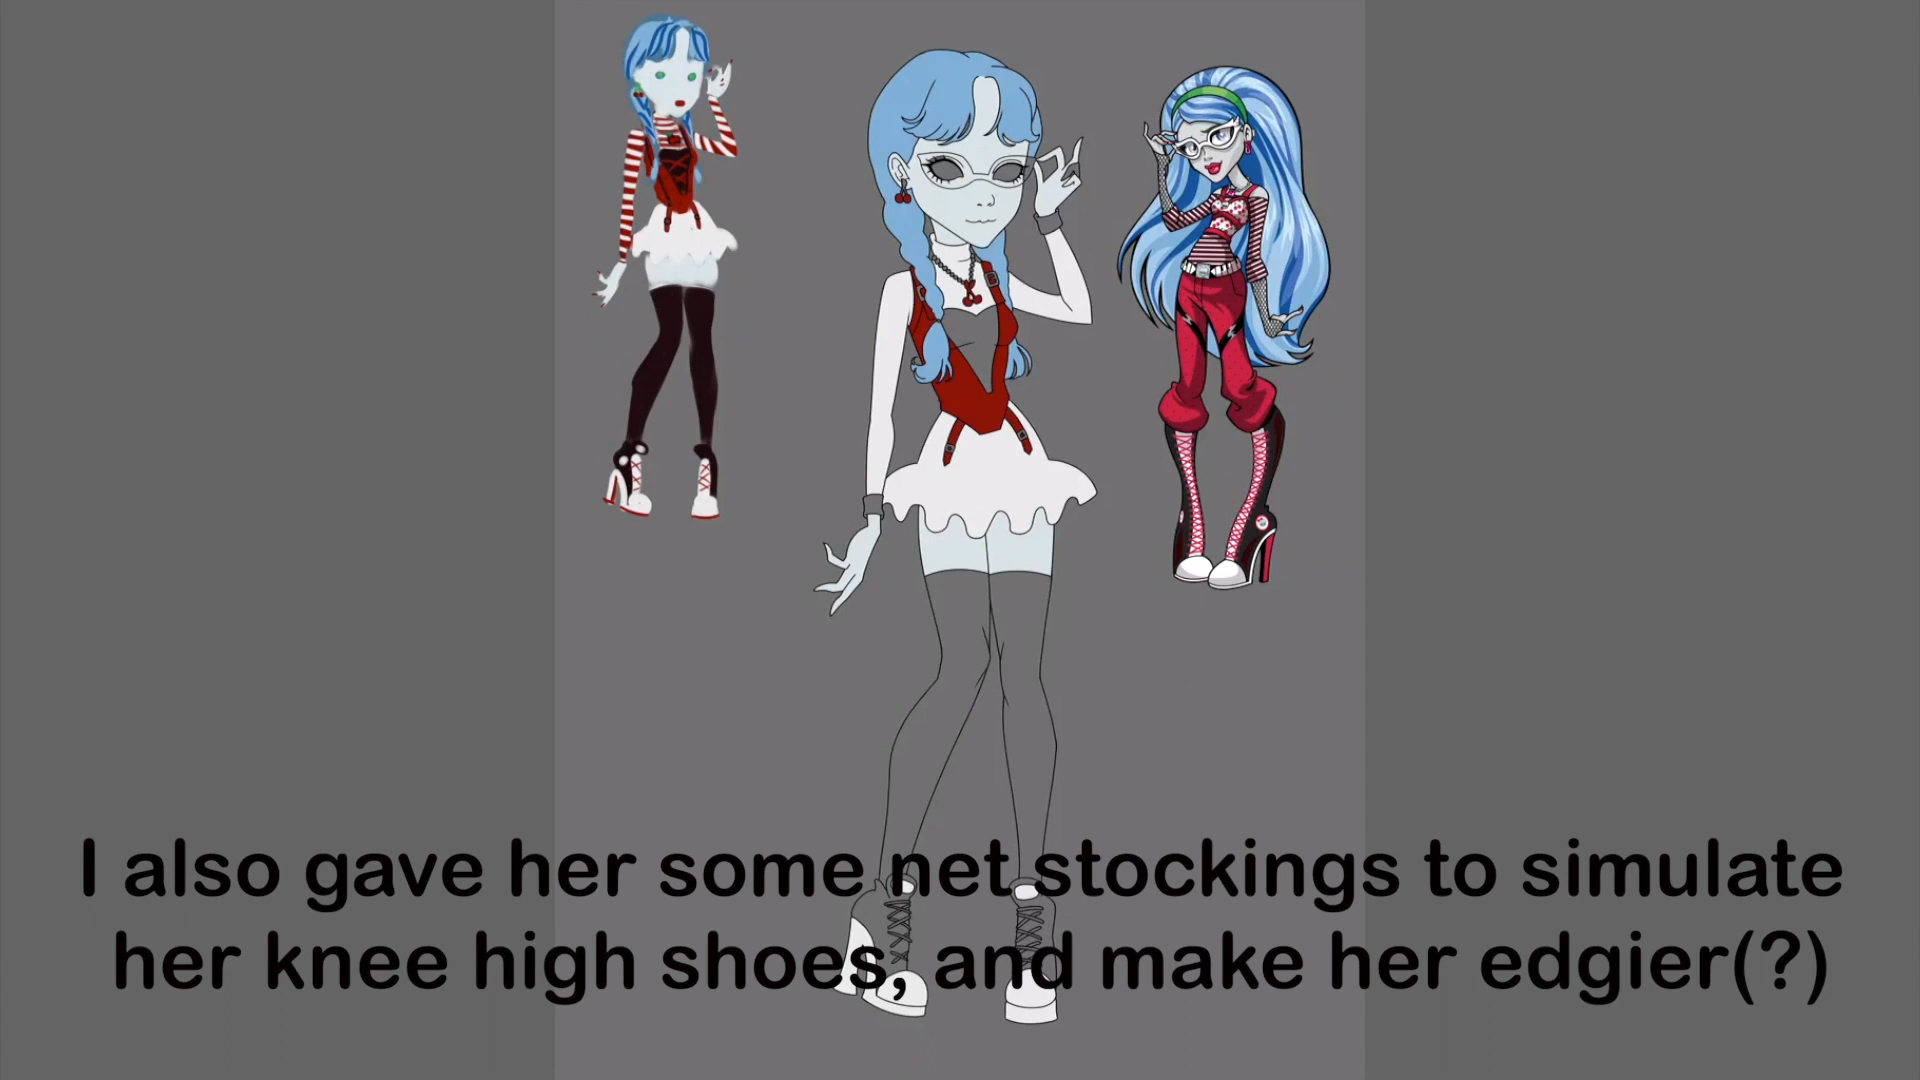 I also gave her some net stockings to simulate
her knee high shoes, and make her edgier(?)